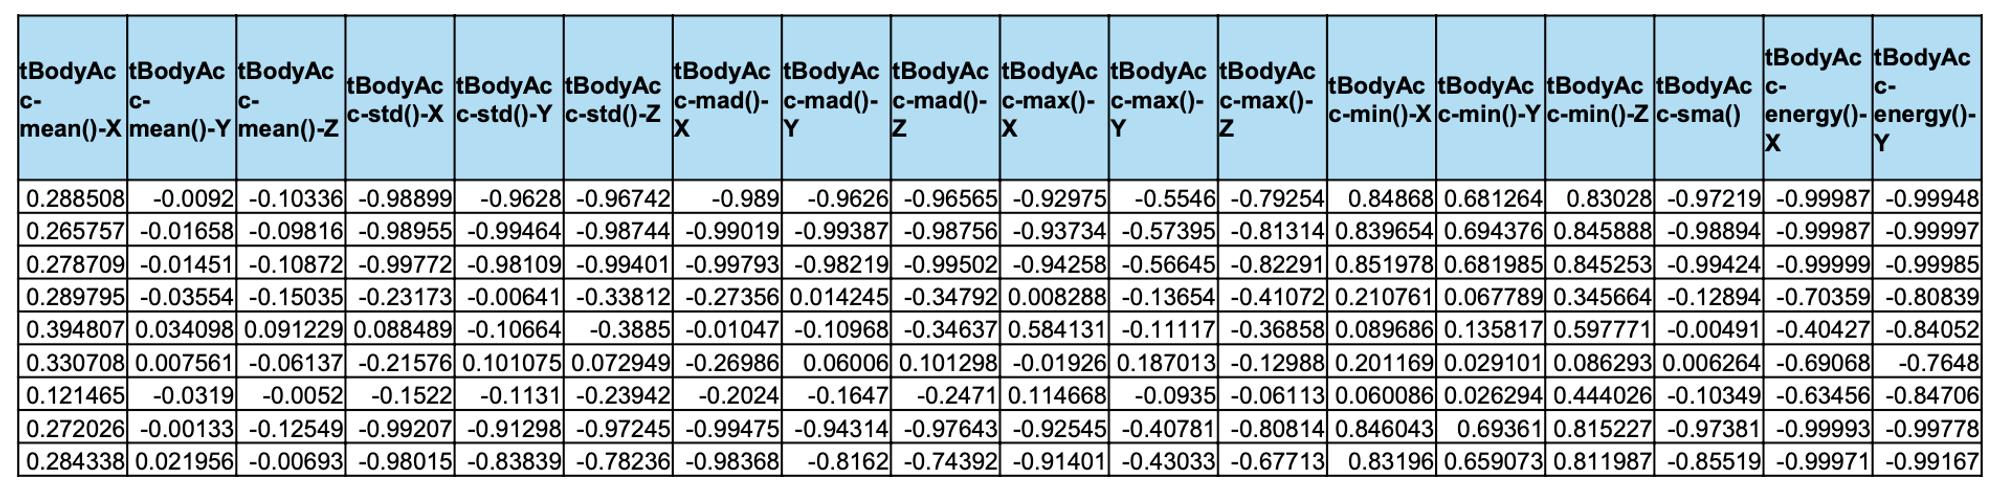 tBodyAcc-mean()-X tBodyAcc-mean()-Y tBodyAcc-mean()-Z tBodyAcc-std()-X tBodyAcc-std()-Y tBodyAcc-std()-Z tBodyAcc-mad()-X tBodyAcc-mad()-Y tBodyAcc-mad()-Z tBodyAcc-max()-X tBodyAcc-max()-Y tBodyAcc-max()-Z tBodyAcc-min()-X tBodyAcc-min()-Y tBodyAcc-min()-Z tBodyAcc-sma() tBodyAcc-energy()-X tBodyAcc-energy()-Y
0.288508 -0.0092 -0.10336 -0.98899 -0.9628 -0.96742 -0.989 -0.9626 -0.96565 -0.92975 -0.5546 -0.79254 0.84868 0.681264 0.83028 -0.97219 -0.99987 -0.99948
0.265757 -0.01658 -0.09816 -0.98955 -0.99464 -0.98744 -0.99019 -0.99387 -0.98756 -0.93734 -0.57395 -0.81314 0.839654 0.694376 0.845888 -0.98894 -0.99987 -0.99997
0.278709 -0.01451 -0.10872 -0.99772 -0.98109 -0.99401 -0.99793 -0.98219 -0.99502 -0.94258 -0.56645 -0.82291 0.851978 0.681985 0.845253 -0.99424 -0.99999 -0.99985
0.289795 -0.03554 -0.15035 -0.23173 -0.00641 -0.33812 -0.27356 0.014245 -0.34792 0.008288 -0.13654 -0.41072 0.210761 0.067789 0.345664 -0.12894 -0.70359 -0.80839
0.394807 0.034098 0.091229 0.088489 -0.10664 -0.3885 -0.01047 -0.10968 -0.34637 0.584131 -0.11117 -0.36858 0.089686 0.135817 0.597771 -0.00491 -0.40427 -0.84052
0.330708 0.007561 -0.06137 -0.21576 0.101075 0.072949 -0.26986 0.06006 0.101298 -0.01926 0.187013 -0.12988 0.201169 0.029101 0.086293 0.006264 -0.69068 -0.7648
0.121465 -0.0319 -0.0052 -0.1522 -0.1131 -0.23942 -0.2024 -0.1647 -0.2471 0.114668 -0.0935 -0.06113 0.060086 0.026294 0.444026 -0.10349 -0.63456 -0.84706
0.272026 -0.00133 -0.12549 -0.99207 -0.91298 -0.97245 -0.99475 -0.94314 -0.97643 -0.92545 -0.40781 -0.80814 0.846043 0.69361 0.815227 -0.97381 -0.99993 -0.99778
0.284338 0.021956 -0.00693 -0.98015 -0.83839 -0.78236 -0.98368 -0.8162 -0.74392 -0.91401 -0.43033 -0.67713 0.83196 0.659073 0.811987 -0.85519 -0.99971 -0.99167